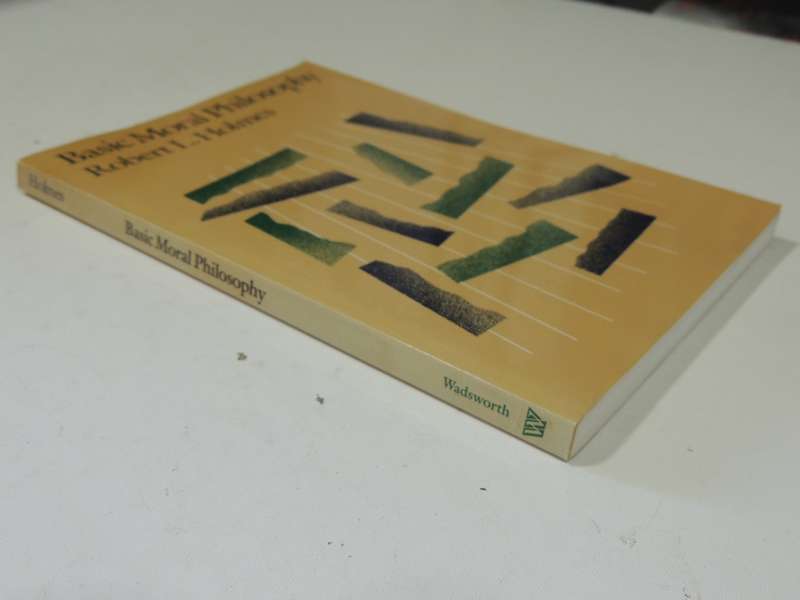 Basic Moral Philosophy
Robert L. Holmes
Holmes
Basic Moral Philosophy
Wadsworth
W